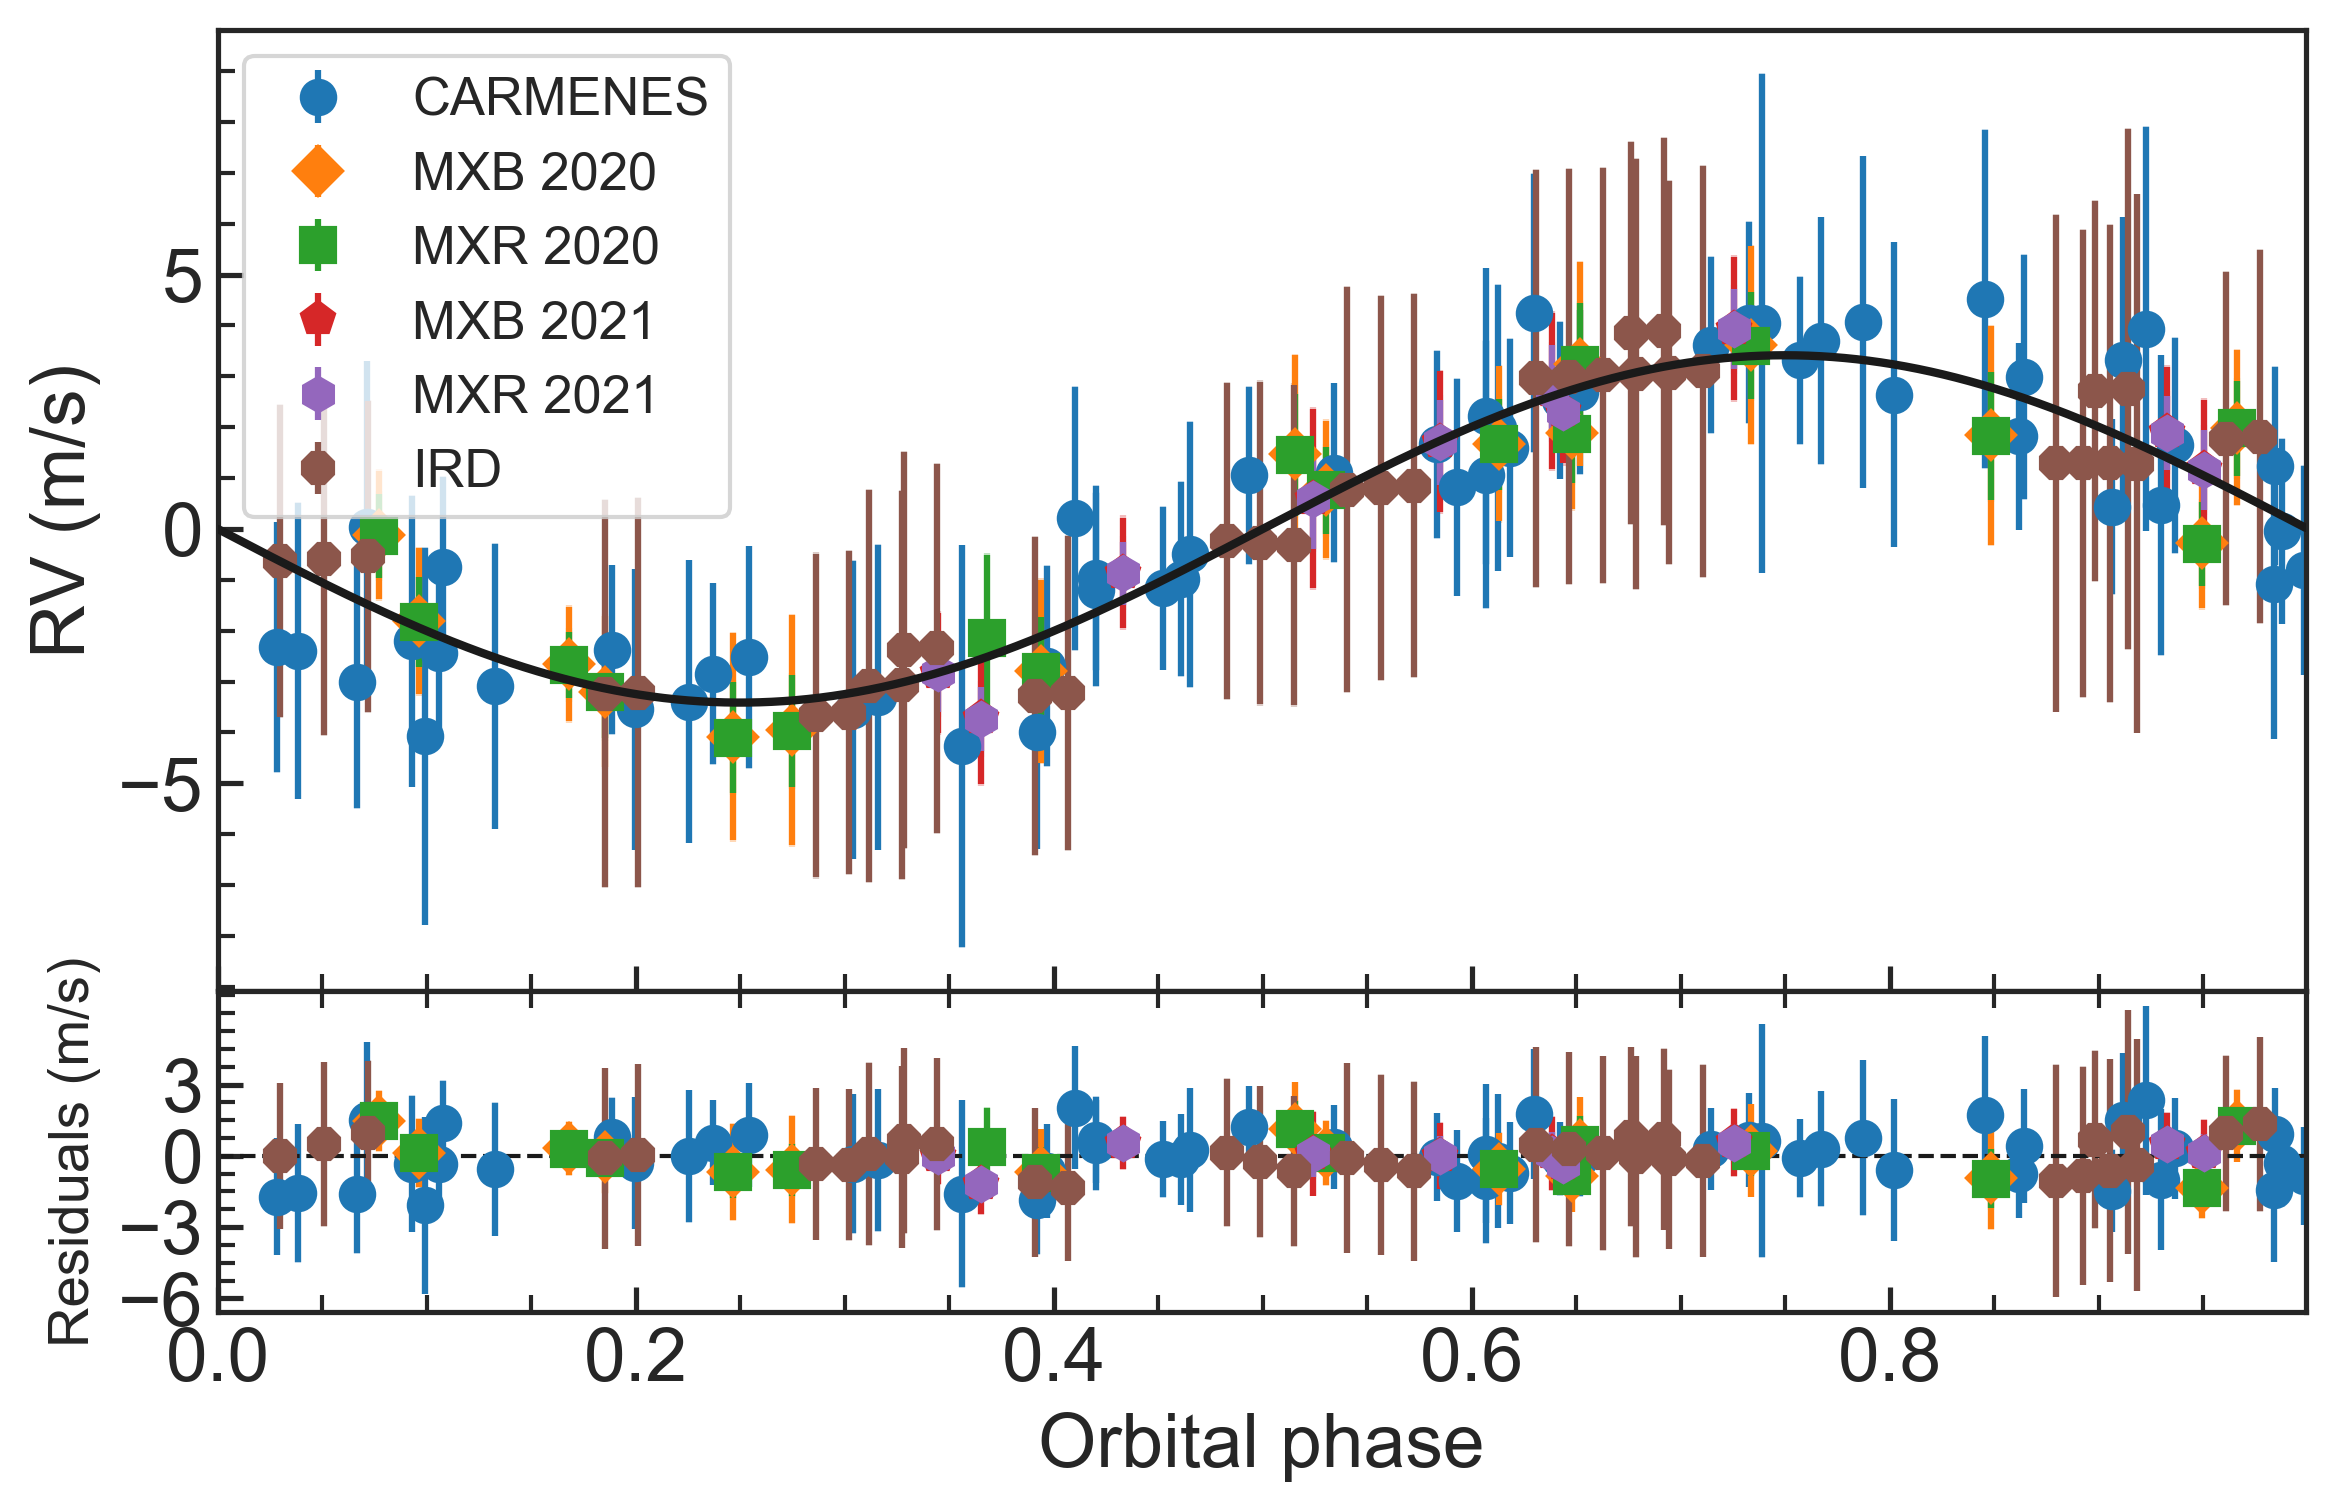 CARMENES
MXB 2020
MXR 2020
MXB 2021
MXR 2021
IRD
RV (m/s)
5
0
−5
Residuals (m/s)
3
0
−3
−6
0.0 0.2 0.4 0.6 0.8
Orbital phase